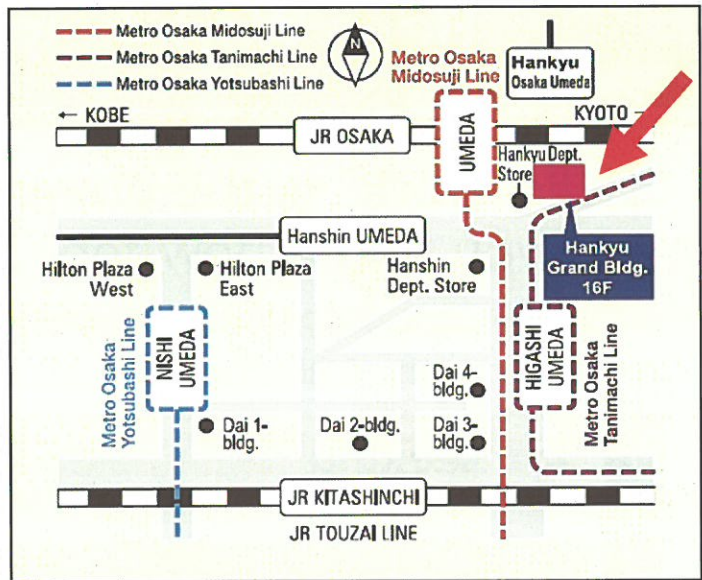 Metro Osaka Midosuji Line
Metro Osaka Tanimachi Line
Metro Osaka Yotsubashi Line
N
Metro Osaka
Midosuji Line
Hankyu
Osaka Umeda
← KOBE
KYOTO →
JR OSAKA
UMEDA
Hankyu Dept.
Store
Hanshin UMEDA
Hankyu
Grand Bldg.
16F
Hilton Plaza
West
Hilton Plaza
East
Hanshin
Dept. Store
Metro Osaka
Yotsubashi Line
NISHI
UMEDA
HIGASHI
UMEDA
Metro Osaka
Tanimachi Line
Dai 4-
bldg.
Dai 1-
bldg.
Dai 2-bldg.
Dai 3-
bldg.
JR KITASHINCHI
JR TOUZAI LINE